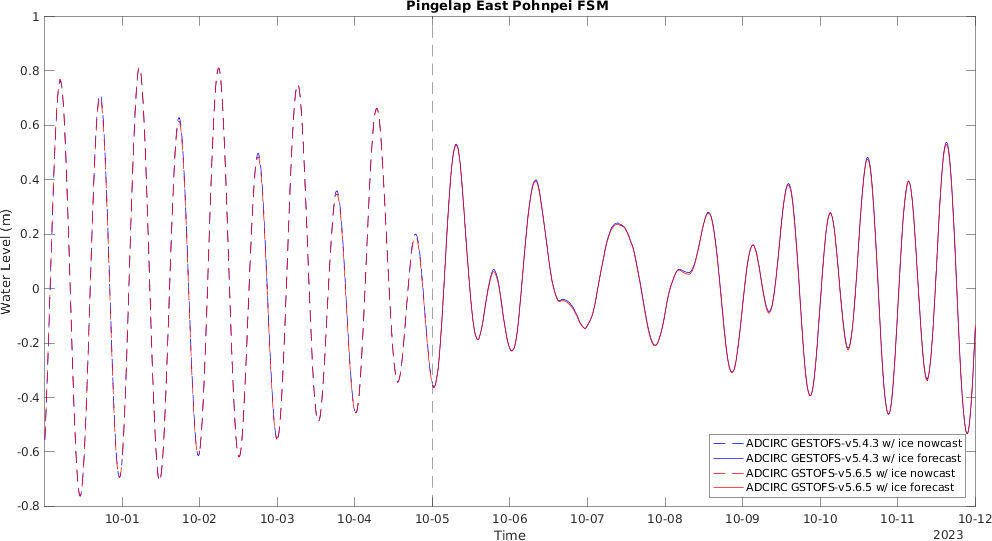 Pingelap East Pohnpei FSM
Water Level (m)
1
0.8
0.6
0.4
0.2
0
-0.2
-0.4
-0.6
-0.8
ADCIRC GESTOFS-v5.4.3 w/ ice nowcast
ADCIRC GESTOFS-v5.4.3 w/ ice forecast
ADCIRC GSTOFS-v5.6.5 w/ ice nowcast
ADCIRC GSTOFS-v5.6.5 w/ ice forecast
10-01 10-02 10-03 10-04 10-05 10-06 10-07 10-08 10-09 10-10 10-11 10-12
Time
2023